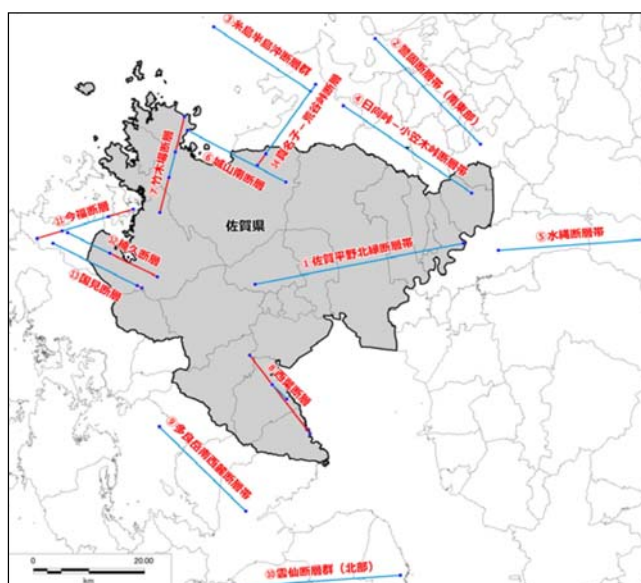 ③糸島半島沖断層群
②警固断層帯（南東部）
⑭真名子－荒谷峠断層
④日向峠－小笠木峠断層帯
⑦竹木場断層
⑥城山南断層
⑪今福断層
佐賀県
⑫楠久断層
⑤水縄断層帯
①佐賀平野北縁断層帯
⑬国見断層
⑧西葉断層
⑨多良岳南西麓断層帯
⑩雲仙断層群（北部）
0 20.00
km